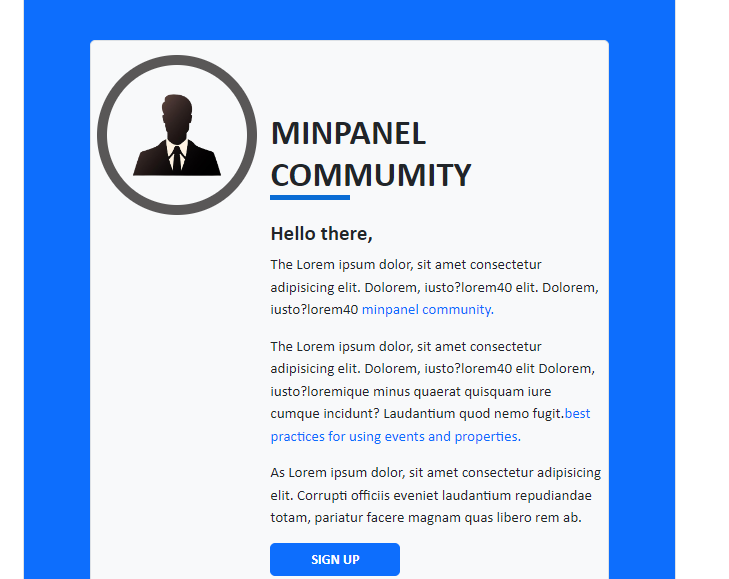 MINPANEL
COMMUMITY
Hello there,
The Lorem ipsum dolor, sit amet consectetur
adipisicing elit. Dolorem, iusto?lorem40 elit. Dolorem,
iusto?lorem40 minpanel community.
The Lorem ipsum dolor, sit amet consectetur
adipisicing elit. Dolorem, iusto?lorem40 elit Dolorem,
iusto?loremique minus quaerat quisquam iure
cumque incidunt? Laudantium quod nemo fugit.best
practices for using events and properties.
As Lorem ipsum dolor, sit amet consectetur adipisicing
elit. Corrupti officiis eveniet laudantium repudiandae
totam, pariatur facere magnam quas libero rem ab.
SIGN UP